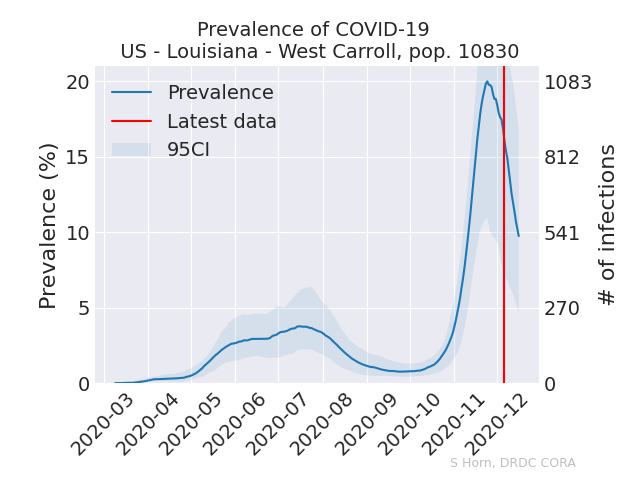 Prevalence of COVID-19
US - Louisiana - West Carroll, pop. 10830
Prevalence
Latest data
95CI
Prevalence (%)
20
15
10
5
0
1083
812
541
270
0
# of infections
2020-03
2020-04
2020-05
2020-06
2020-07
2020-08
2020-09
2020-10
2020-11
2020-12
S Horn, DRDC CORA